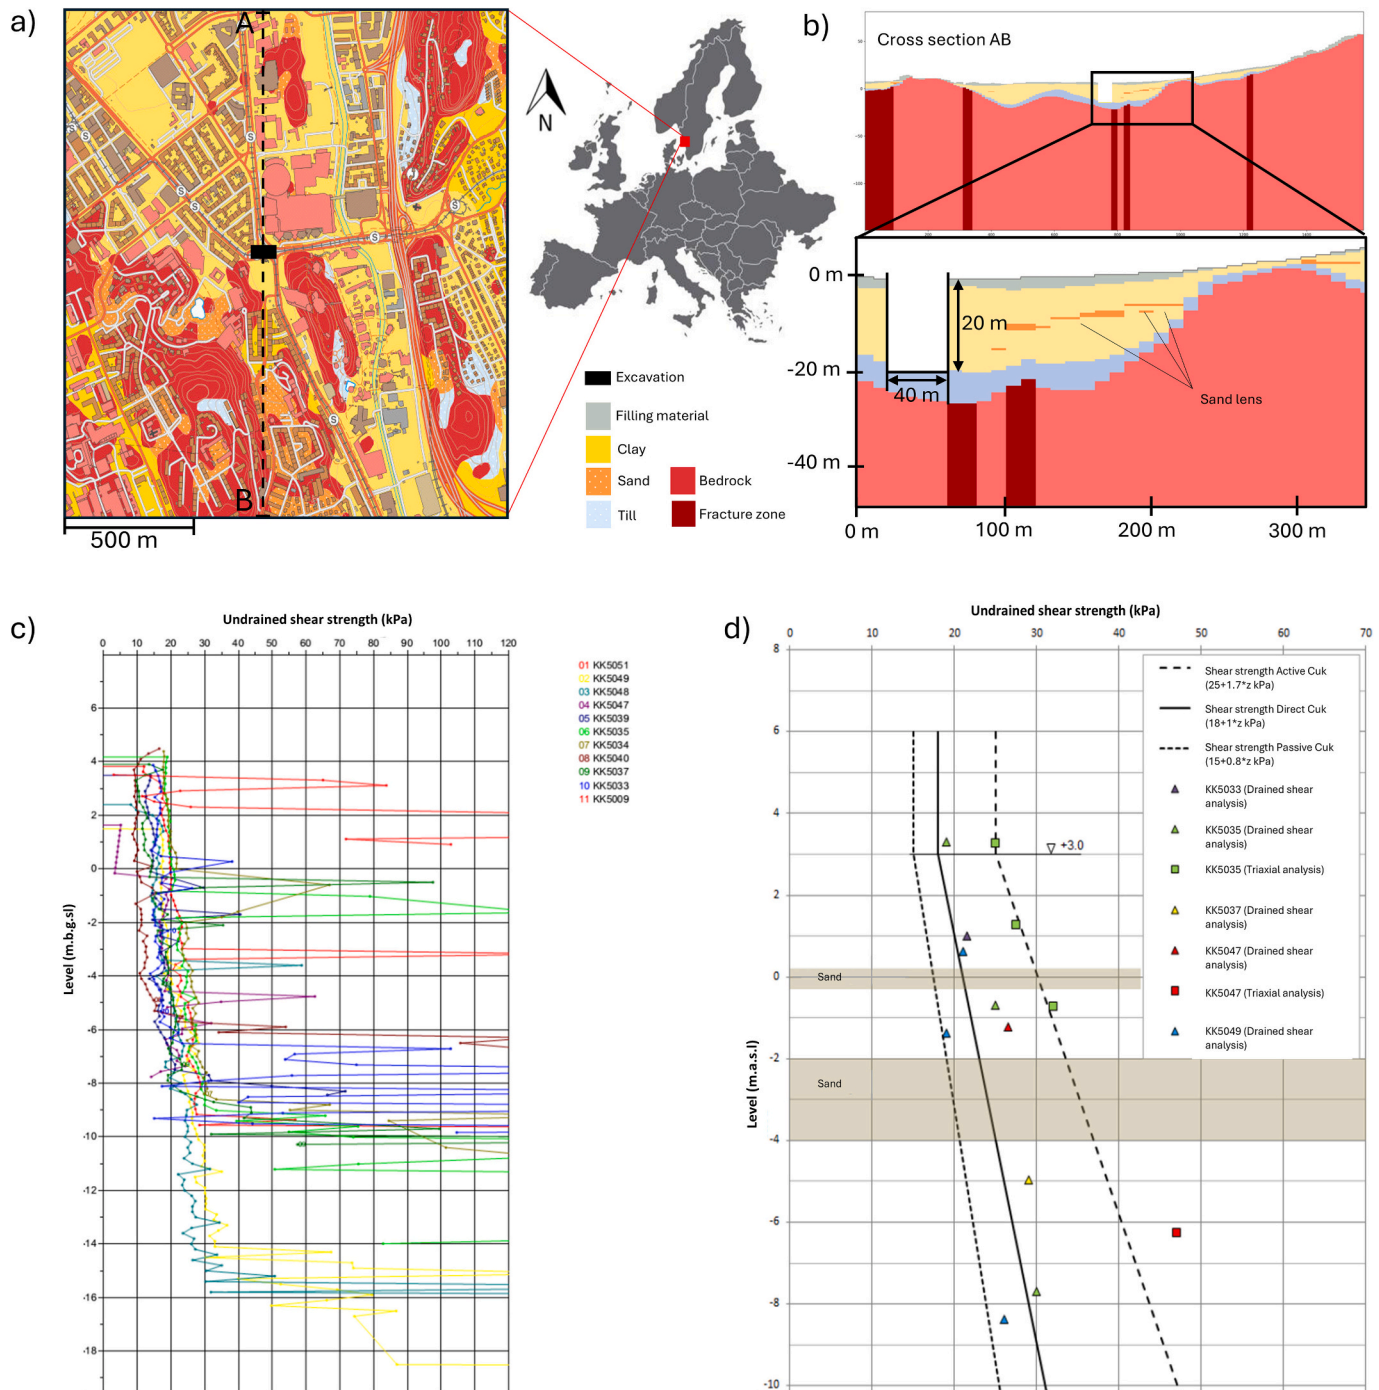 a)
A
B
S
S
S
S
S
S
S
500 m
N
Excavation
Filling material
Clay
Sand
Bedrock
Till
Fracture zone
b)
Cross section AB
0 m
20 m
-20 m
40 m
Sand lens
-40 m
0 m
100 m
200 m
300 m
c)
Undrained shear strength (kPa)
0 10 20 30 40 50 60 70 80 90 100 110 120
Level (m.b.g.sl)
6
4
2
0
-2
-4
-6
-8
-10
-12
-14
-16
-18
01 KK5051
02 KK5049
03 KK5048
04 KK5047
05 KK5039
06 KK5035
07 KK5034
08 KK5040
09 KK5037
10 KK5033
11 KK5009
d)
Undrained shear strength (kPa)
0 10 20 30 40 50 60 70
Level (m.a.s.l)
8
6
4
2
0
-2
-4
-6
-8
-10
+3.0
Sand
Sand
Shear strength Active Cuk
(25+1.7*z kPa)
Shear strength Direct Cuk
(18+1*z kPa)
Shear strength Passive Cuk
(15+0.8*z kPa)
KK5033 (Drained shear
analysis)
KK5035 (Drained shear
analysis)
KK5035 (Triaxial analysis)
KK5037 (Drained shear
analysis)
KK5047 (Drained shear
analysis)
KK5047 (Triaxial analysis)
KK5049 (Drained shear
analysis)